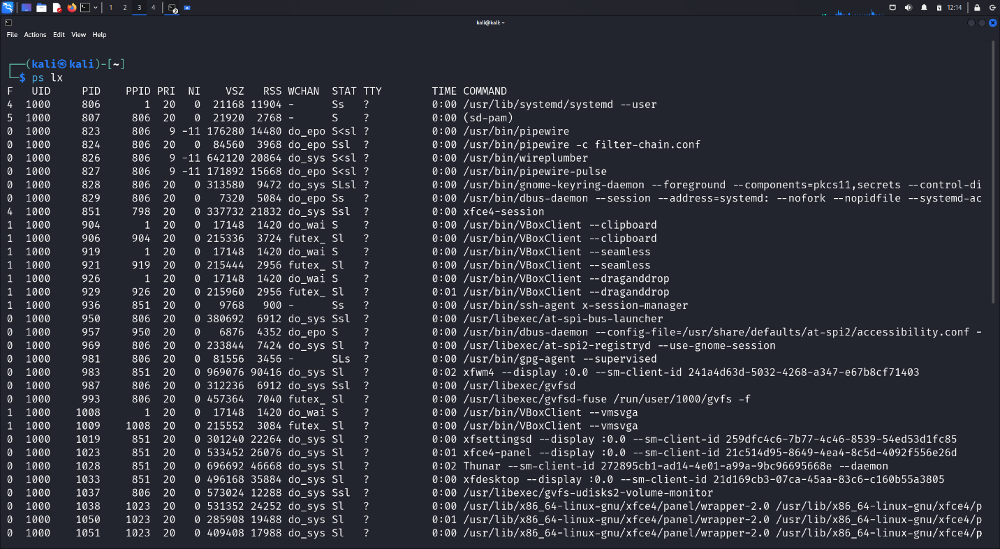 1 2 3 4 2 12:14
kali@kali: ~
File Actions Edit View Help
(kali㉿kali)-[~]
$ ps lx
F UID PID PPID PRI NI VSZ RSS WCHAN STAT TTY TIME COMMAND
4 1000 806 1 20 0 21168 11904 - Ss ? 0:00 /usr/lib/systemd/systemd --user
5 1000 807 806 20 0 21920 2768 - S ? 0:00 (sd-pam)
0 1000 823 806 9 -11 176280 14480 do_epo S<sl ? 0:00 /usr/bin/pipewire
0 1000 824 806 20 0 84560 3968 do_epo Ssl ? 0:00 /usr/bin/pipewire -c filter-chain.conf
0 1000 826 806 9 -11 642120 20864 do_sys S<sl ? 0:00 /usr/bin/wireplumber
0 1000 827 806 9 -11 171892 15668 do_epo S<sl ? 0:00 /usr/bin/pipewire-pulse
0 1000 828 806 20 0 313580 9472 do_sys SLsl ? 0:00 /usr/bin/gnome-keyring-daemon --foreground --components=pkcs11,secrets --control-di
0 1000 829 806 20 0 7320 5084 do_epo Ss ? 0:00 /usr/bin/dbus-daemon --session --address=systemd: --nofork --nopidfile --systemd-ac
4 1000 851 798 20 0 337732 21832 do_sys Ssl ? 0:00 xfce4-session
1 1000 904 1 20 0 17148 1420 do_wai S ? 0:00 /usr/bin/VBoxClient --clipboard
1 1000 906 904 20 0 215336 3724 futex_ Sl ? 0:00 /usr/bin/VBoxClient --clipboard
1 1000 919 1 20 0 17148 1420 do_wai S ? 0:00 /usr/bin/VBoxClient --seamless
1 1000 921 919 20 0 215444 2956 futex_ Sl ? 0:00 /usr/bin/VBoxClient --seamless
1 1000 926 1 20 0 17148 1420 do_wai S ? 0:00 /usr/bin/VBoxClient --draganddrop
1 1000 929 926 20 0 215960 2956 futex_ Sl ? 0:01 /usr/bin/VBoxClient --draganddrop
1 1000 936 851 20 0 9768 900 - Ss ? 0:00 /usr/bin/ssh-agent x-session-manager
0 1000 950 806 20 0 380692 6912 do_sys Ssl ? 0:00 /usr/libexec/at-spi-bus-launcher
0 1000 957 950 20 0 6876 4352 do_epo S ? 0:00 /usr/bin/dbus-daemon --config-file=/usr/share/defaults/at-spi2/accessibility.conf -
0 1000 969 806 20 0 233844 7424 do_sys Sl ? 0:00 /usr/libexec/at-spi2-registryd --use-gnome-session
0 1000 981 806 20 0 81556 3456 - SLs ? 0:00 /usr/bin/gpg-agent --supervised
0 1000 983 851 20 0 969076 90416 do_sys Sl ? 0:02 xfwm4 --display :0.0 --sm-client-id 241a4d63d-5032-4268-a347-e67b8cf71403
0 1000 987 806 20 0 312236 6912 do_sys Ssl ? 0:00 /usr/libexec/gvfsd
0 1000 993 806 20 0 457364 7040 futex_ Sl ? 0:00 /usr/libexec/gvfsd-fuse /run/user/1000/gvfs -f
1 1000 1008 1 20 0 17148 1420 do_wai S ? 0:00 /usr/bin/VBoxClient --vmsvga
1 1000 1009 1008 20 0 215552 3084 futex_ Sl ? 0:00 /usr/bin/VBoxClient --vmsvga
0 1000 1019 851 20 0 301240 22264 do_sys Sl ? 0:00 xfsettingsd --display :0.0 --sm-client-id 259dfc4c6-7b77-4c46-8539-54ed53d1fc85
0 1000 1023 851 20 0 533452 26076 do_sys Sl ? 0:01 xfce4-panel --display :0.0 --sm-client-id 21c514d95-8649-4ea4-8c5d-4092f556e26d
0 1000 1028 851 20 0 696692 46668 do_sys Sl ? 0:02 Thunar --sm-client-id 272895cb1-ad14-4e01-a99a-9bc96695668e --daemon
0 1000 1033 851 20 0 496168 35884 do_sys Sl ? 0:00 xfdesktop --display :0.0 --sm-client-id 21d169cb3-07ca-45aa-83c6-c160b55a3805
0 1000 1037 806 20 0 573024 12288 do_sys Ssl ? 0:00 /usr/libexec/gvfs-udisks2-volume-monitor
0 1000 1038 1023 20 0 531352 24252 do_sys Sl ? 0:00 /usr/lib/x86_64-linux-gnu/xfce4/panel/wrapper-2.0 /usr/lib/x86_64-linux-gnu/xfce4/p
0 1000 1050 1023 20 0 285908 19488 do_sys Sl ? 0:01 /usr/lib/x86_64-linux-gnu/xfce4/panel/wrapper-2.0 /usr/lib/x86_64-linux-gnu/xfce4/p
0 1000 1051 1023 20 0 409408 17988 do_sys Sl ? 0:00 /usr/lib/x86_64-linux-gnu/xfce4/panel/wrapper-2.0 /usr/lib/x86_64-linux-gnu/xfce4/p